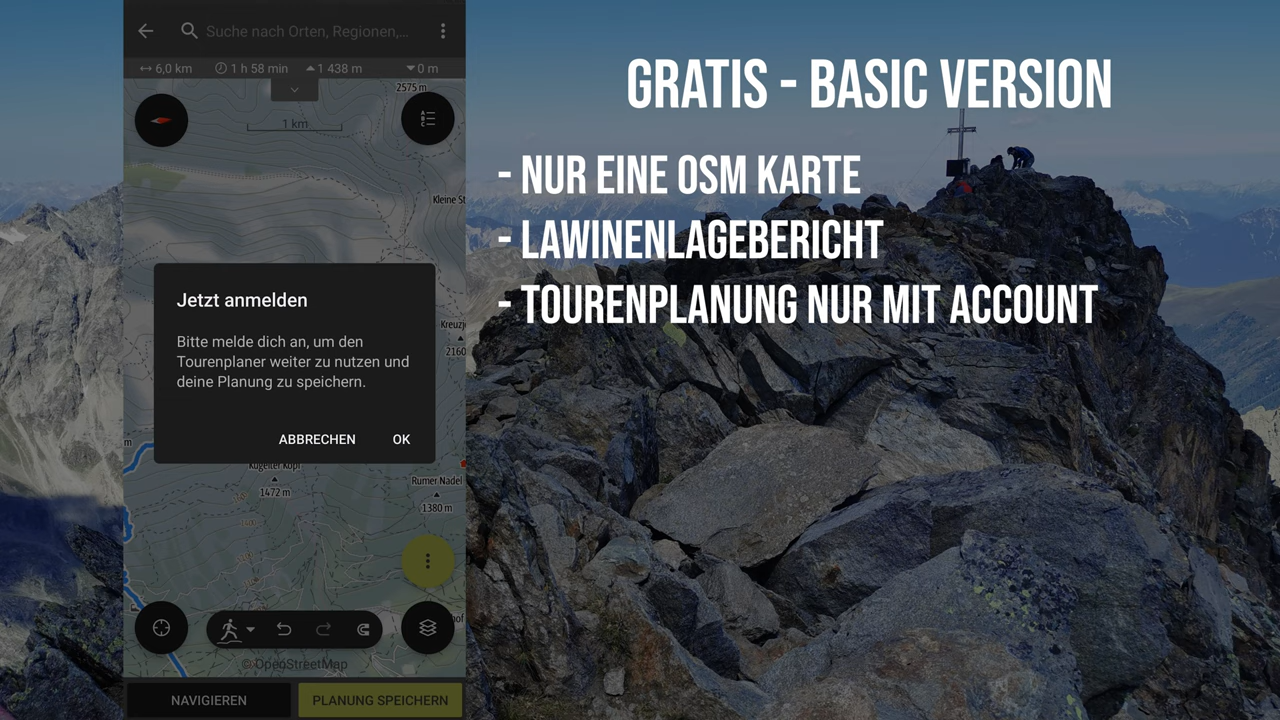 Suche nach Orten, Regionen,...
6,0 km 1 h 58 min 1 438 m 0 m
2575 m
1 km
A
B
C
Kleine St
Jetzt anmelden
Bitte melde dich an, um den
Tourenplaner weiter zu nutzen und
deine Planung zu speichern.
ABBRECHEN OK
Kreuzj
2160
m
Kugelter Kopf
1472 m
Rumer Nadel
1380 m
hof
© OpenStreetMap
NAVIGIEREN PLANUNG SPEICHERN
GRATIS - BASIC VERSION
- NUR EINE OSM KARTE
- LAWINENLAGEBERICHT
- TOURENPLANUNG NUR MIT ACCOUNT